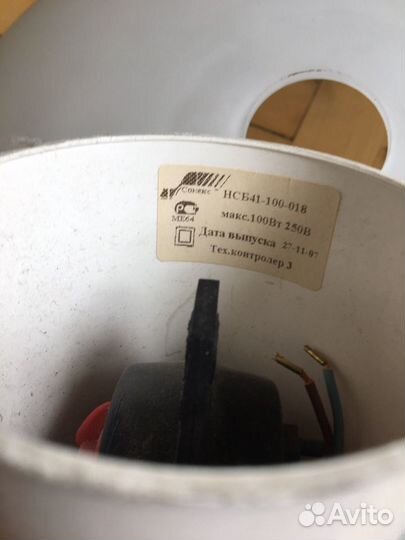 Сонекс
НСБ41-100-018
макс.100Вт 250В
МЕ64
Дата выпуска 27-11-07
Тех.контролер 3
Avito